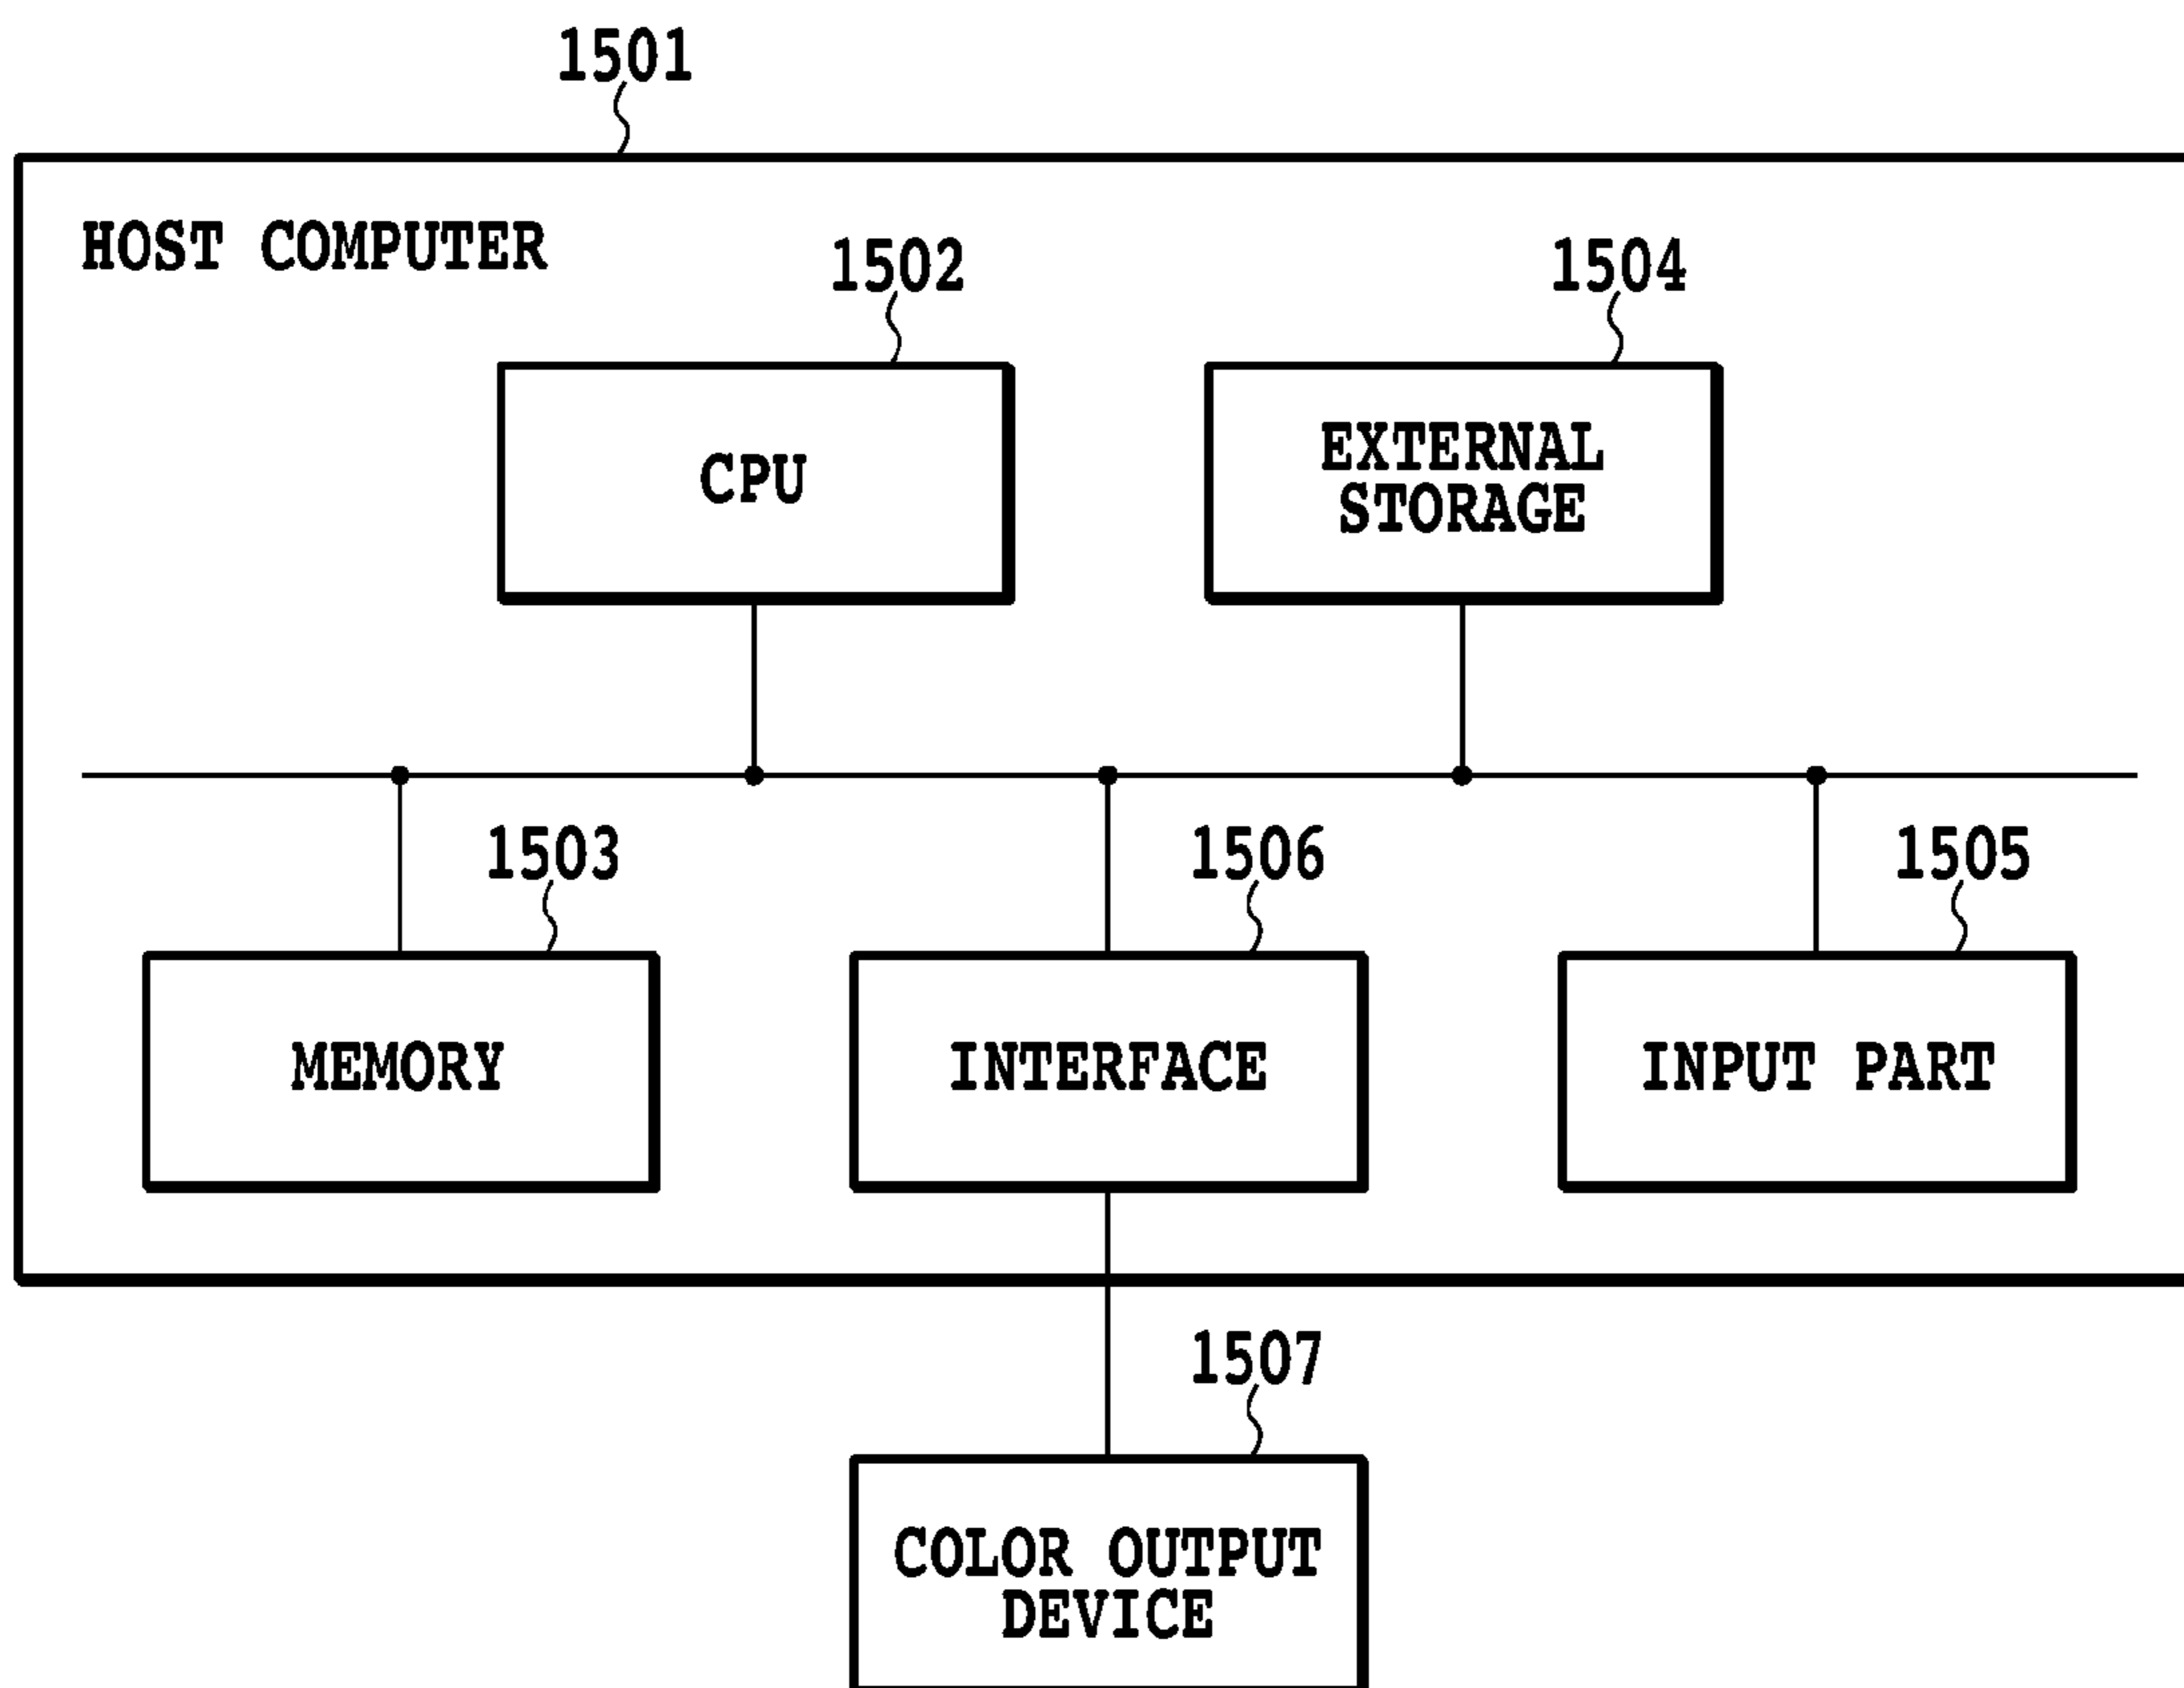 1501
HOST COMPUTER
1502
1504
CPU
EXTERNAL
STORAGE
1503
1506
1505
MEMORY
INTERFACE
INPUT PART
1507
COLOR OUTPUT
DEVICE